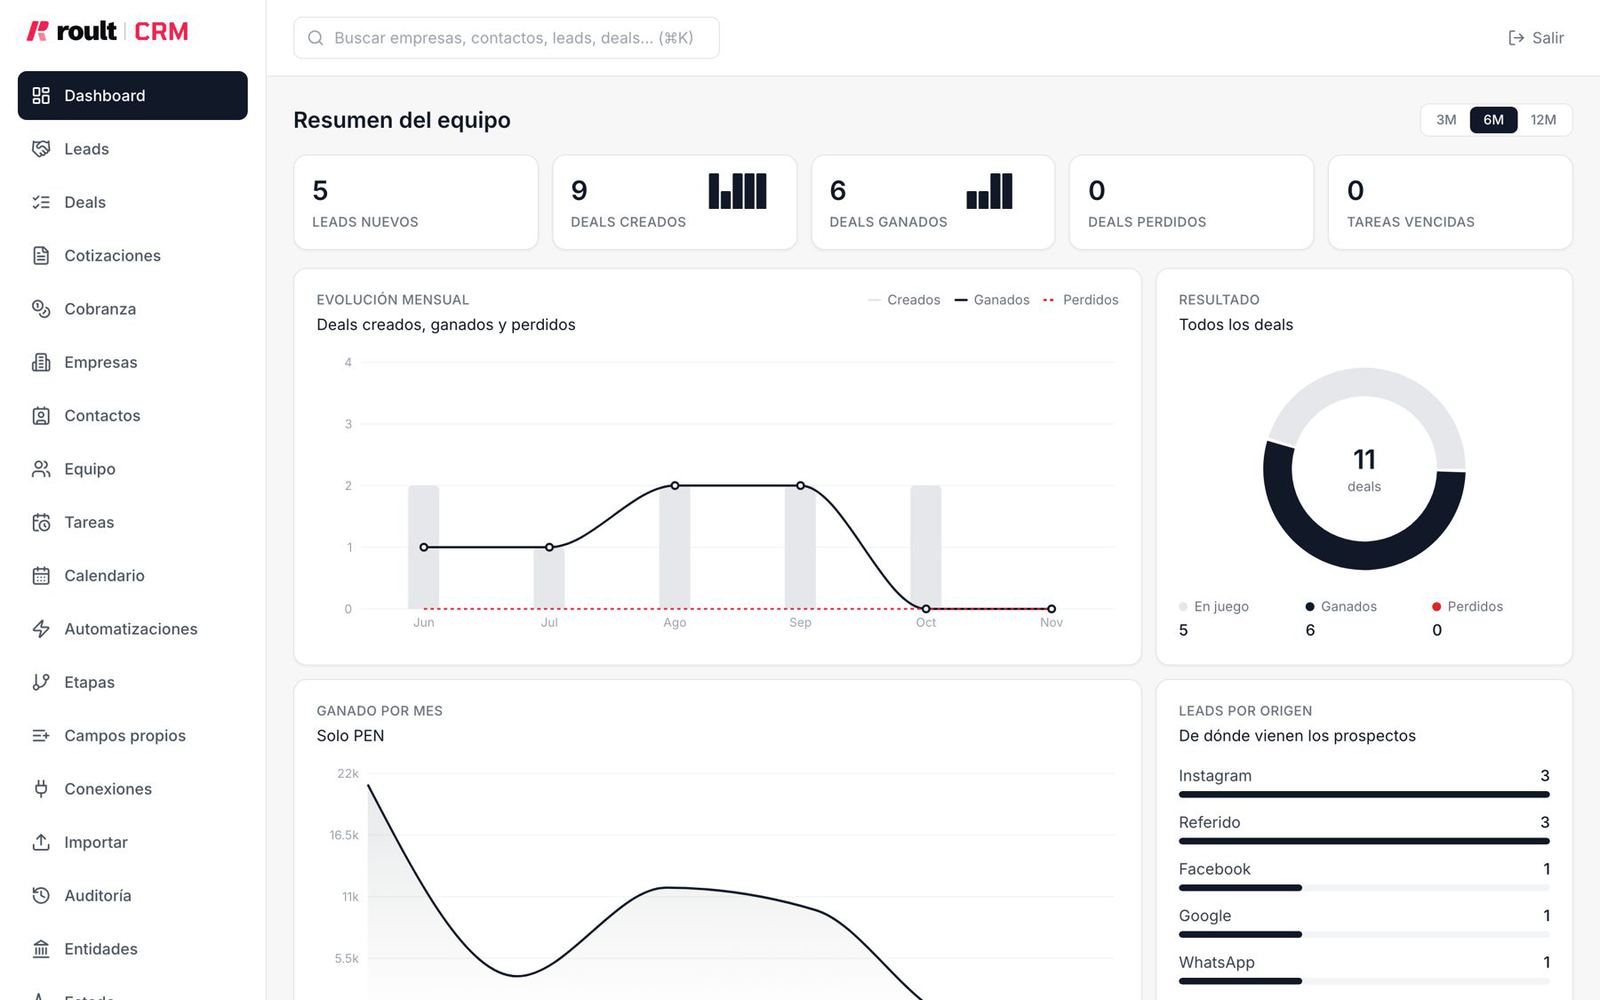 roult CRM
Buscar empresas, contactos, leads, deals... (⌘K)
Salir
Dashboard
Leads
Deals
Cotizaciones
Cobranza
Empresas
Contactos
Equipo
Tareas
Calendario
Automatizaciones
Etapas
Campos propios
Conexiones
Importar
Auditoría
Entidades
Resumen del equipo
3M 6M 12M
5
LEADS NUEVOS
9
DEALS CREADOS
6
DEALS GANADOS
0
DEALS PERDIDOS
0
TAREAS VENCIDAS
EVOLUCIÓN MENSUAL
Deals creados, ganados y perdidos
Creados Ganados Perdidos
4
3
2
1
0
Jun Jul Ago Sep Oct Nov
RESULTADO
Todos los deals
11
deals
En juego Ganados Perdidos
5 6 0
GANADO POR MES
Solo PEN
22k
16.5k
11k
5.5k
LEADS POR ORIGEN
De dónde vienen los prospectos
Instagram 3
Referido 3
Facebook 1
Google 1
WhatsApp 1